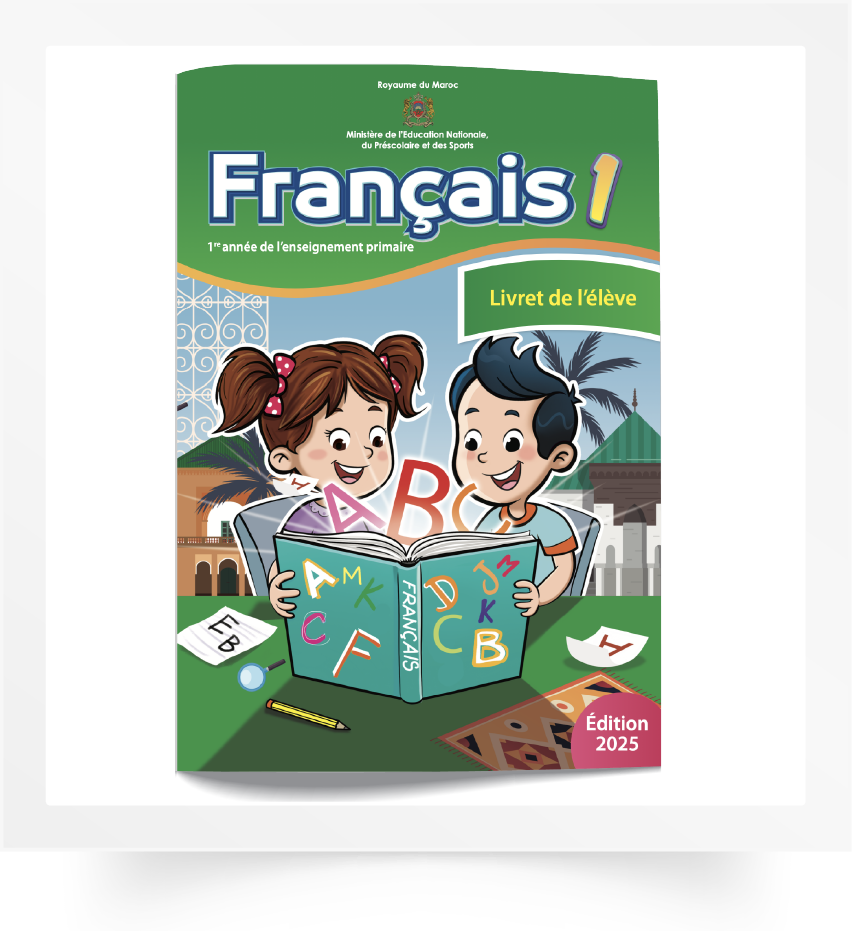 Royaume du Maroc
Ministère de l'Education Nationale,
du Préscolaire et des Sports
Français 1
1re année de l'enseignement primaire
Livret de l'élève
H
A B C
A M K
C F
FRANÇAIS
D J M
K
C B
E
B
H
Édition
2025